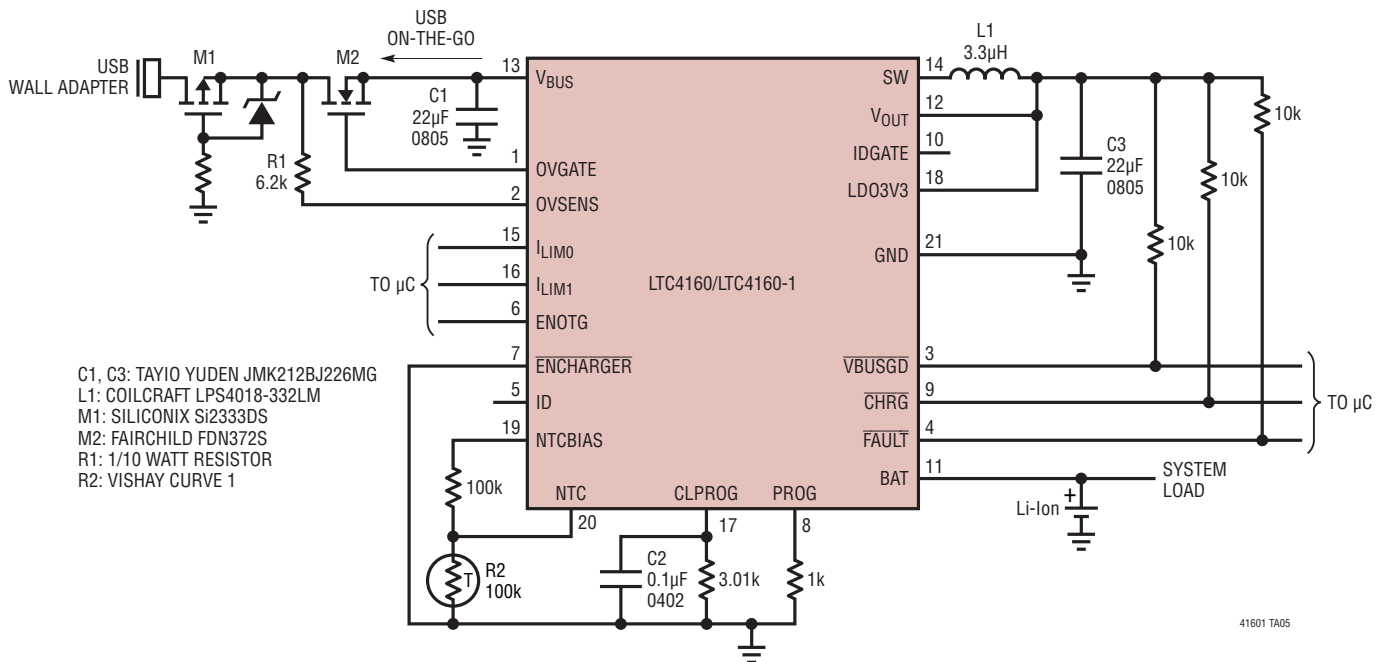 USB
ON-THE-GO
USB
WALL ADAPTER
M1
M2
R1
6.2k
C1
22µF
0805
13
VBUS
1
OVGATE
2
OVSENS
TO µC
15
ILIM0
16
ILIM1
6
ENOTG
7
ENCHARGER
5
ID
19
NTCBIAS
LTC4160/LTC4160-1
SW
14
L1
3.3µH
VOUT
12
IDGATE
10
LDO3V3
18
GND
21
C3
22µF
0805
10k
10k
10k
VBUSGD
3
CHRG
9
FAULT
4
TO µC
BAT
11
SYSTEM
LOAD
Li-Ion
+
NTC
CLPROG
PROG
20
17
8
100k
T
R2
100k
C2
0.1µF
0402
3.01k
1k
C1, C3: TAYIO YUDEN JMK212BJ226MG
L1: COILCRAFT LPS4018-332LM
M1: SILICONIX Si2333DS
M2: FAIRCHILD FDN372S
R1: 1/10 WATT RESISTOR
R2: VISHAY CURVE 1
41601 TA05